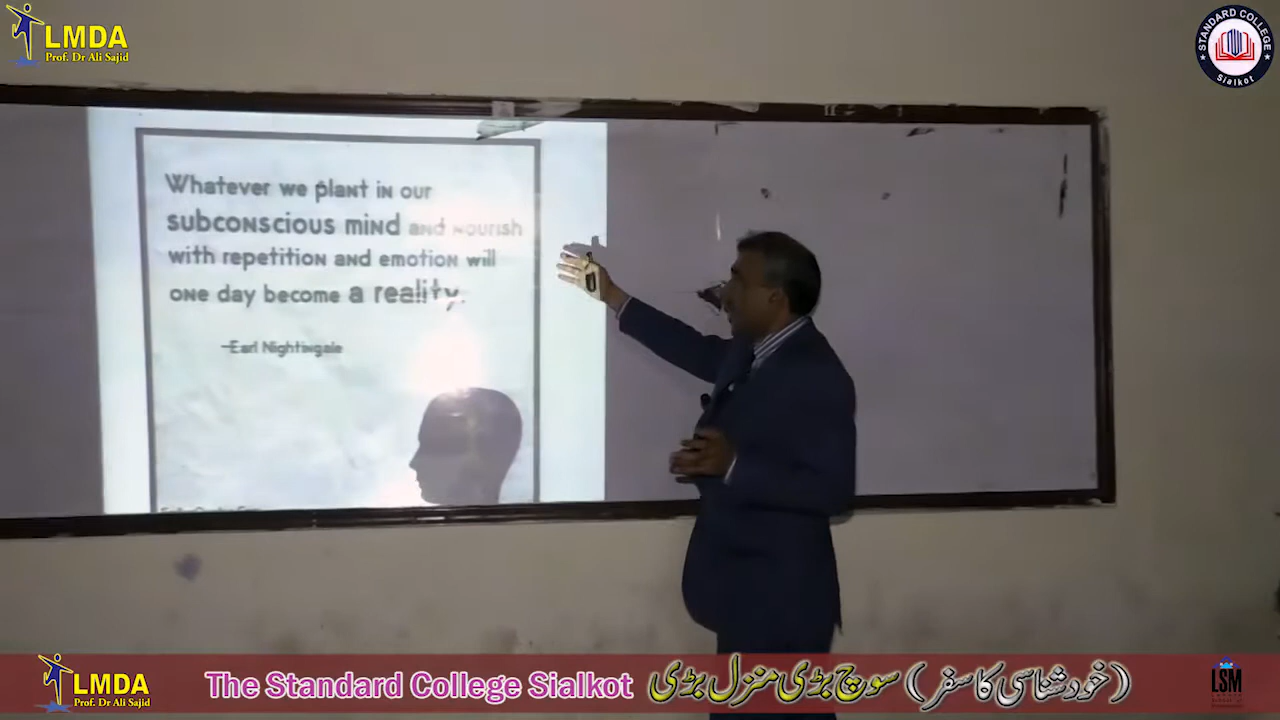 LMDA
Prof. Dr Ali Sajid
STANDARD COLLEGE
Sialkot
Whatever we plant in our
subconscious mind and nourish
with repetition and emotion will
one day become a reality.
-Earl Nightingale
LMDA
Prof. Dr Ali Sajid
The Standard College Sialkot سوچ بڑی منزل بڑی (خود شناسی کا سفر)
LSM